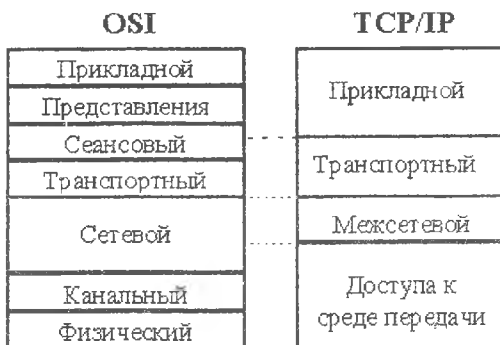 OSI
Прикладной
Представления
Сеансовый
Транспортный
Сетевой
Канальный
Физический
TCP/IP
Прикладной
Транспортный
Межсетевой
Доступа к
среде передачи